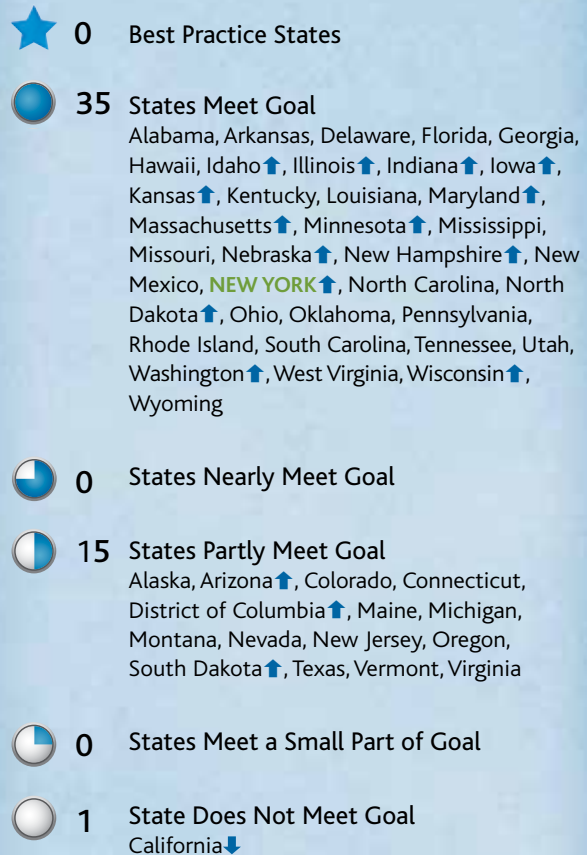 0 Best Practice States
35 States Meet Goal
Alabama, Arkansas, Delaware, Florida, Georgia,
Hawaii, Idaho⬆, Illinois⬆, Indiana⬆, Iowa⬆,
Kansas⬆, Kentucky, Louisiana, Maryland⬆,
Massachusetts⬆, Minnesota⬆, Mississippi,
Missouri, Nebraska⬆, New Hampshire⬆, New
Mexico, NEW YORK⬆, North Carolina, North
Dakota⬆, Ohio, Oklahoma, Pennsylvania,
Rhode Island, South Carolina, Tennessee, Utah,
Washington⬆, West Virginia, Wisconsin⬆,
Wyoming
0 States Nearly Meet Goal
15 States Partly Meet Goal
Alaska, Arizona⬆, Colorado, Connecticut,
District of Columbia⬆, Maine, Michigan,
Montana, Nevada, New Jersey, Oregon,
South Dakota⬆, Texas, Vermont, Virginia
0 States Meet a Small Part of Goal
1 State Does Not Meet Goal
California⬇